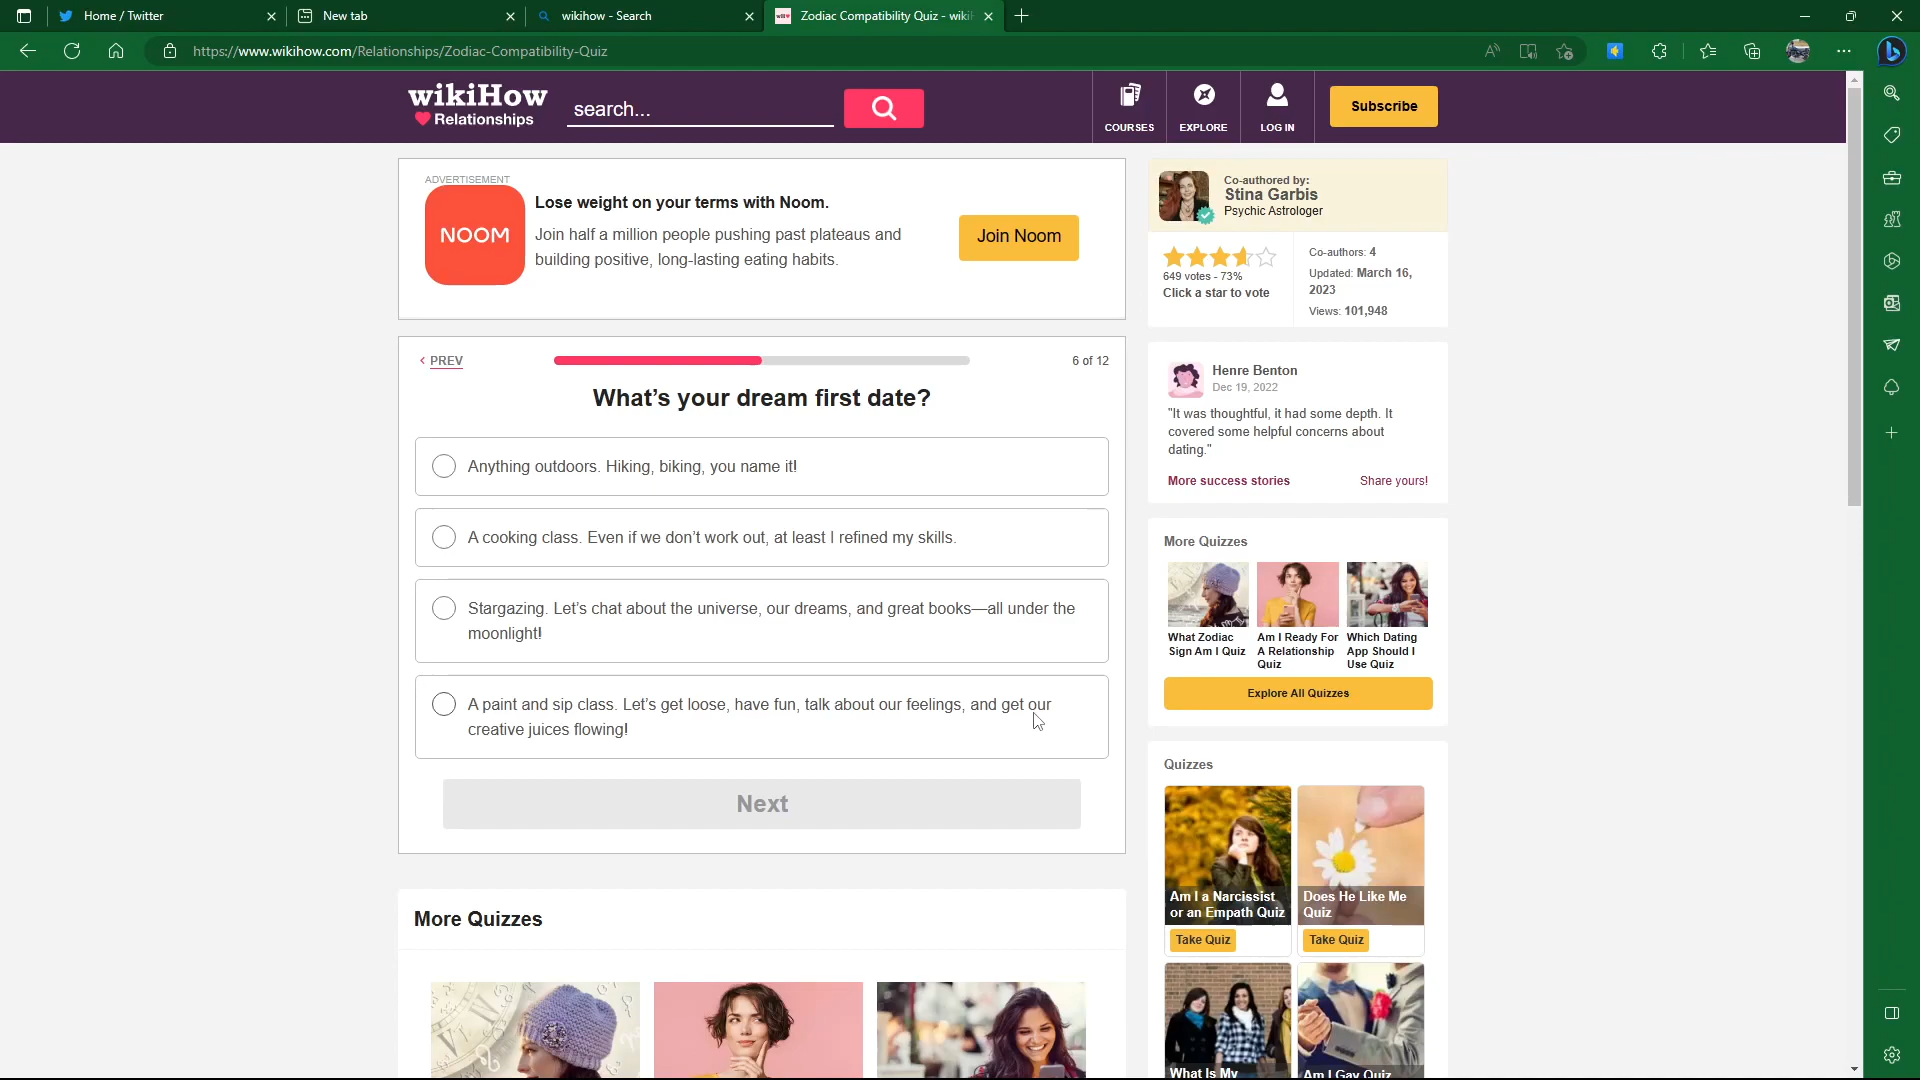 Home / Twitter
New tab
wikihow - Search
Zodiac Compatibility Quiz - wikiH
https://www.wikihow.com/Relationships/Zodiac-Compatibility-Quiz
wikiHow
Relationships
search...
COURSES
EXPLORE
LOG IN
Subscribe
ADVERTISEMENT
NOOM
Lose weight on your terms with Noom.
Join half a million people pushing past plateaus and
building positive, long-lasting eating habits.
Join Noom
PREV
6 of 12
What's your dream first date?
Anything outdoors. Hiking, biking, you name it!
A cooking class. Even if we don't work out, at least I refined my skills.
Stargazing. Let's chat about the universe, our dreams, and great books—all under the
moonlight!
A paint and sip class. Let's get loose, have fun, talk about our feelings, and get our
creative juices flowing!
Next
More Quizzes
Co-authored by:
Stina Garbis
Psychic Astrologer
649 votes - 73%
Click a star to vote
Co-authors: 4
Updated: March 16,
2023
Views: 101,948
Henre Benton
Dec 19, 2022
"It was thoughtful, it had some depth. It
covered some helpful concerns about
dating."
More success stories
Share yours!
More Quizzes
What Zodiac
Sign Am I Quiz
Am I Ready For
A Relationship
Quiz
Which Dating
App Should I
Use Quiz
Explore All Quizzes
Quizzes
Am I a Narcissist
or an Empath Quiz
Take Quiz
Does He Like Me
Quiz
Take Quiz
What Is My
Am I Gay Quiz